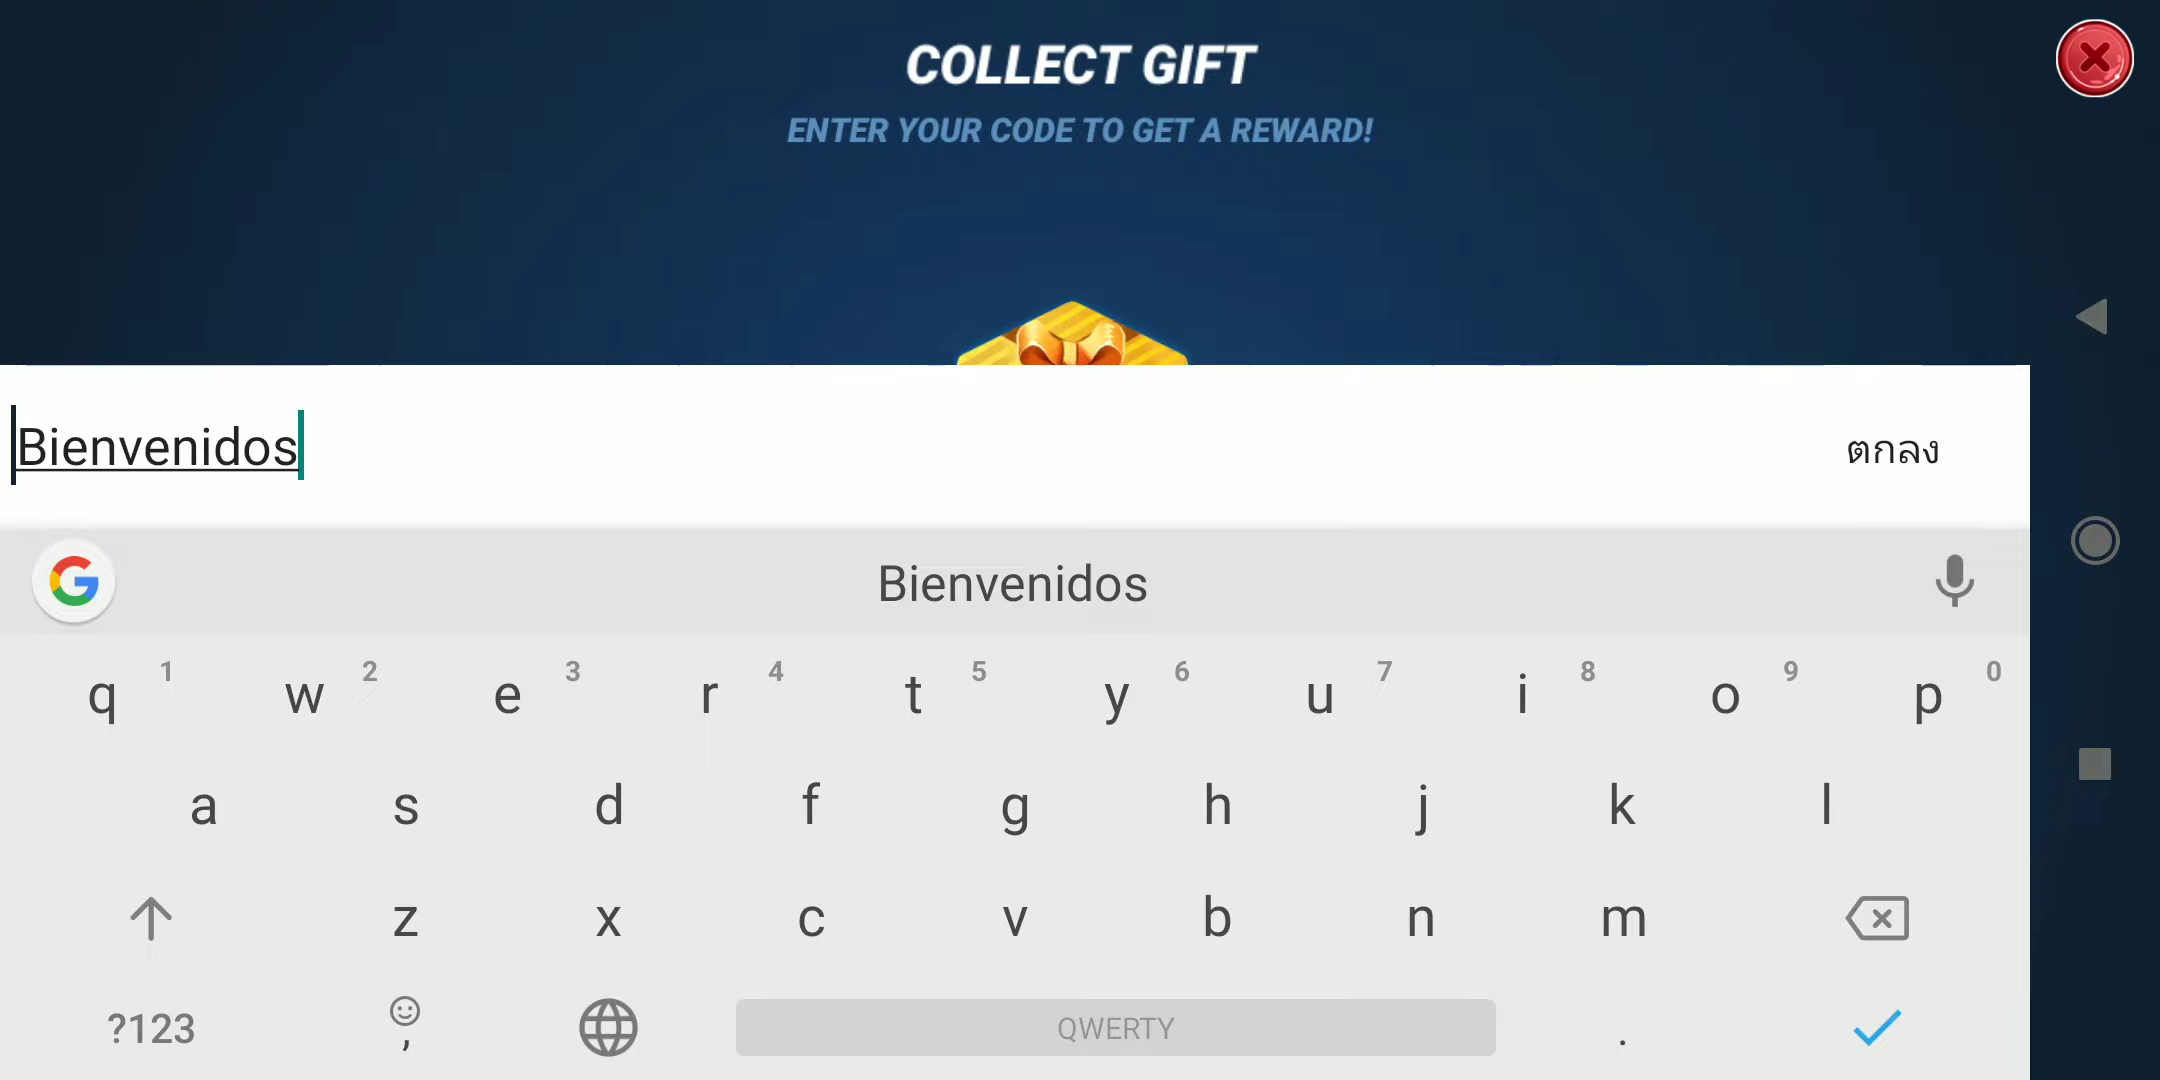 COLLECT GIFT
ENTER YOUR CODE TO GET A REWARD!
Bienvenidos
ตกลง
Bienvenidos
q 1 w 2 e 3 r 4 t 5 y 6 u 7 i 8 o 9 p 0
a s d f g h j k l
z x c v b n m
?123 , QWERTY .